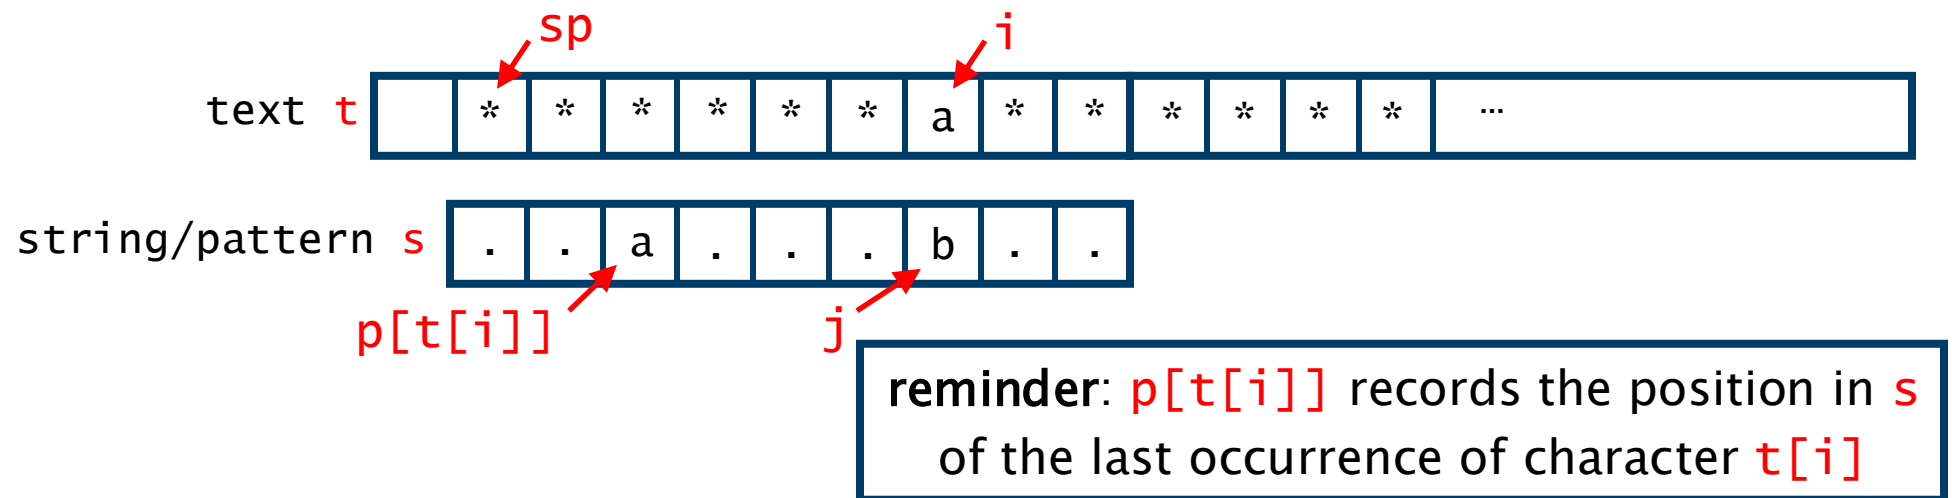 sp i
text t * * * * * * a * * * * * * ...
string/pattern s . . a . . . b . .
p[t[i]] j
reminder: p[t[i]] records the position in s
of the last occurrence of character t[i]